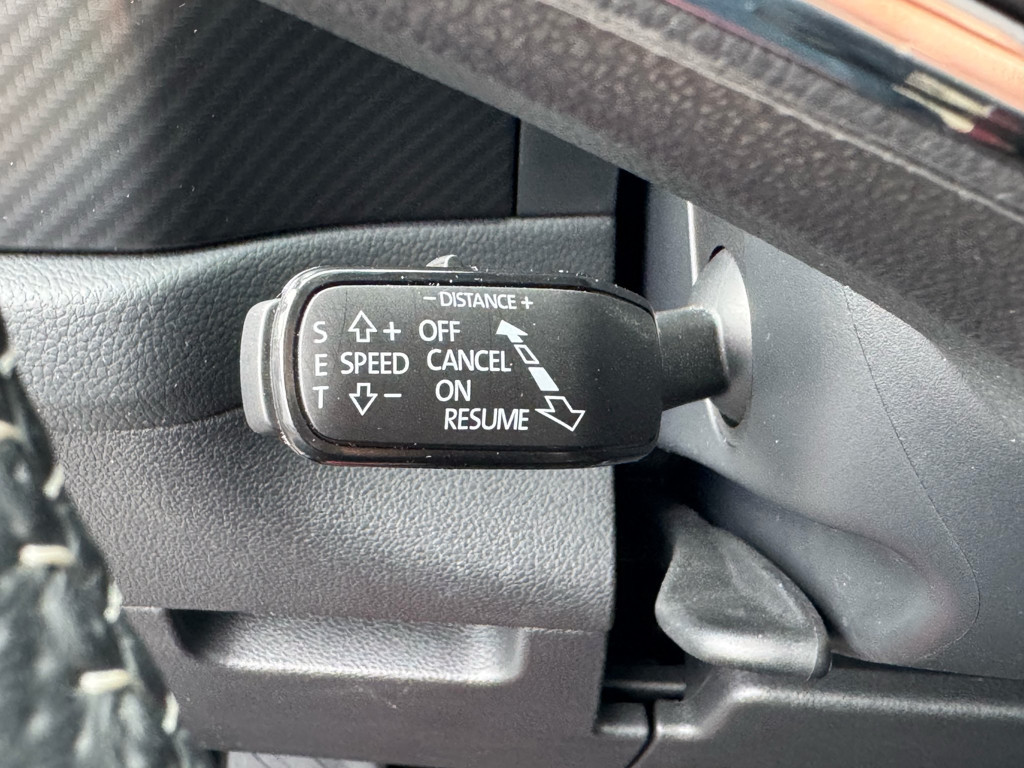 − DISTANCE +
S + OFF
E SPEED CANCEL
T − ON
RESUME